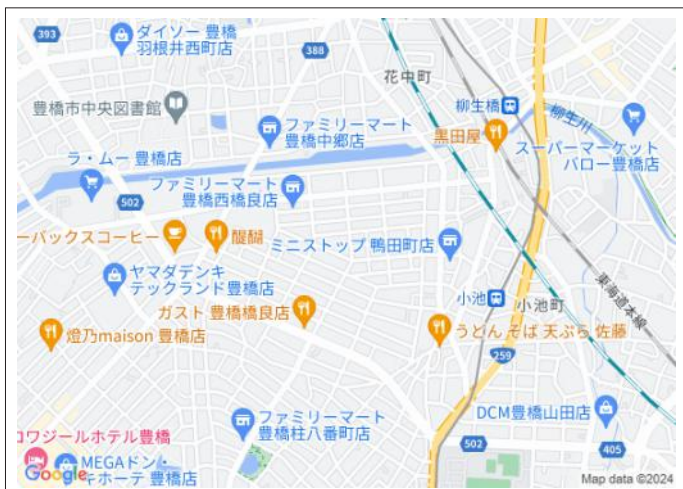 393
ダイソー 豊橋
羽根井西町店
388
花中町
豊橋市中央図書館
柳生橋
柳生川
ファミリーマート
豊橋中郷店
黒田屋
スーパーマーケット
バロー豊橋店
ラ・ムー 豊橋店
502
ファミリーマート
豊橋西橋良店
ーバックスコーヒー
醍醐
ミニストップ 鴨田町店
ヤマダデンキ
テックランド豊橋店
小池
小池町
東海道本線
ガスト 豊橋橋良店
燈乃maison 豊橋店
うどん そば 天ぷら 佐藤
259
DCM豊橋山田店
ファミリーマート
豊橋柱八番町店
502
405
コワジールホテル豊橋
MEGAドン・
キホーテ 豊橋店
Google
Map data ©2024